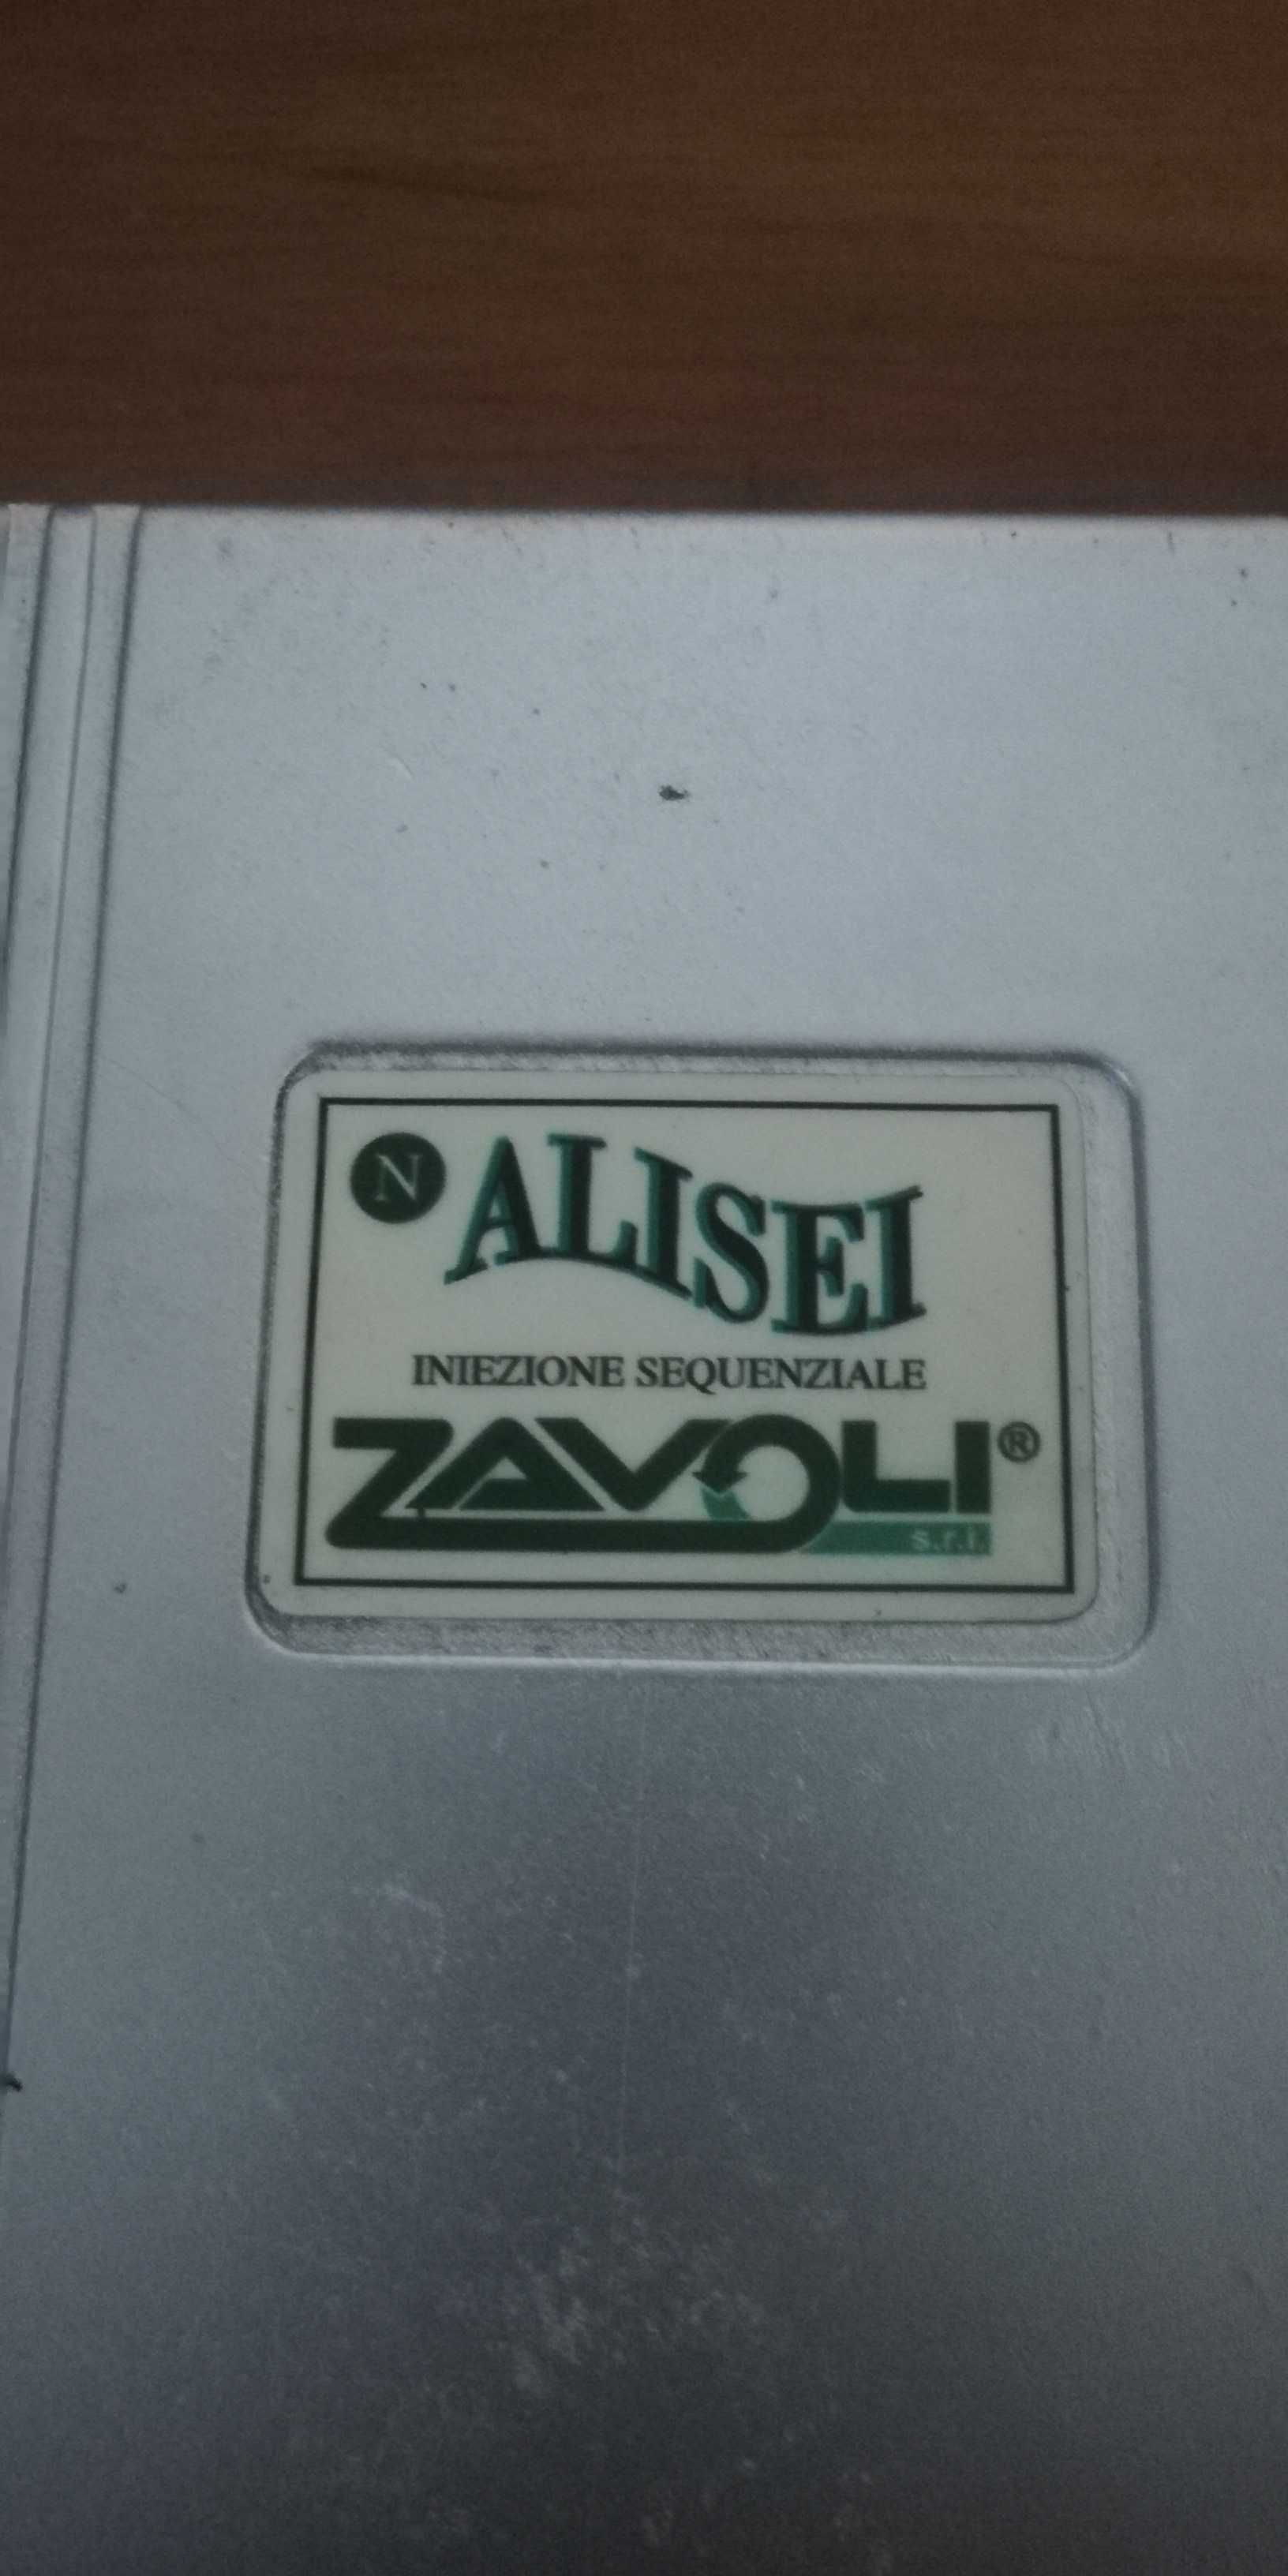 N ALISEI
INIEZIONE SEQUENZIALE
ZAVOLI®
s.r.l.